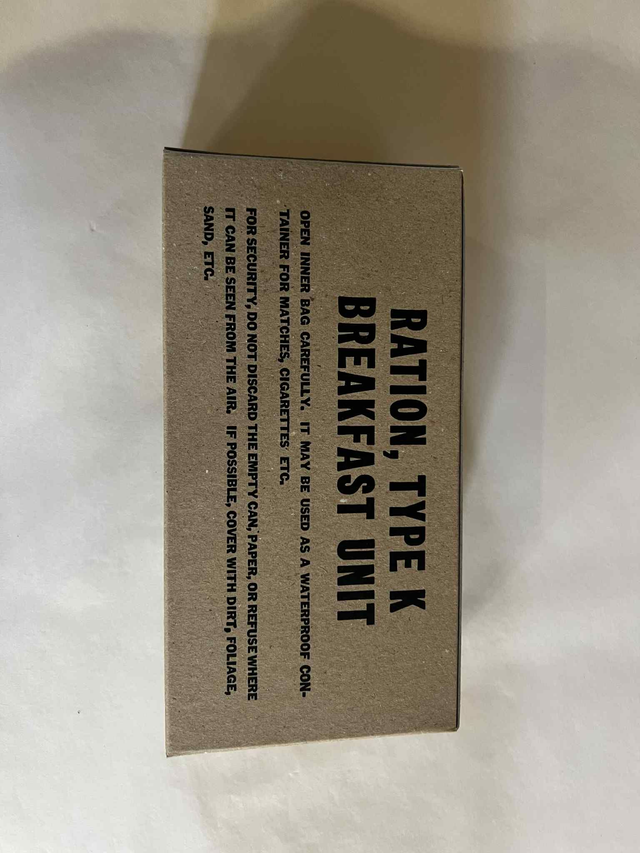 RATION, TYPE K
BREAKFAST UNIT
OPEN INNER BAG CAREFULLY. IT MAY BE USED AS A WATERPROOF CON-
TAINER FOR MATCHES, CIGARETTES ETC.
FOR SECURITY, DO NOT DISCARD THE EMPTY CAN, PAPER, OR REFUSE WHERE
IT CAN BE SEEN FROM THE AIR. IF POSSIBLE, COVER WITH DIRT, FOLIAGE,
SAND, ETC.